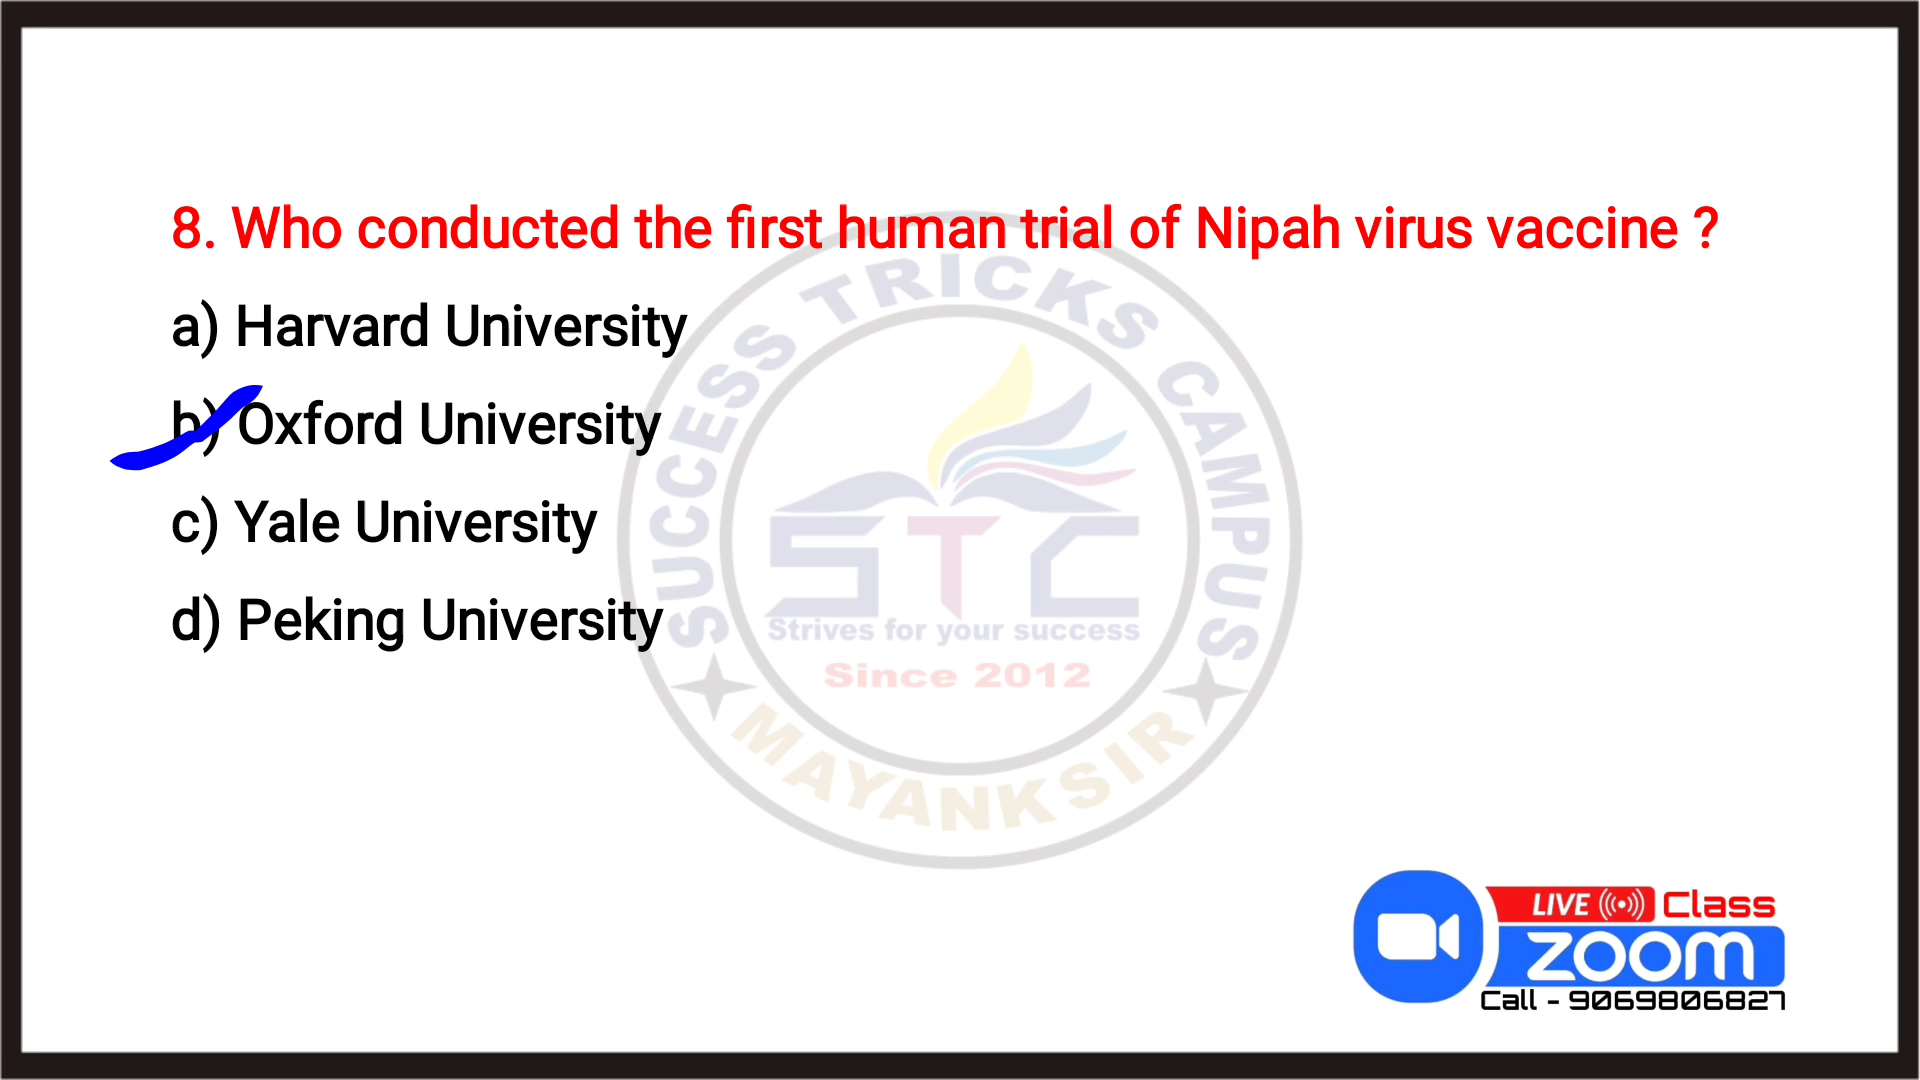 8. Who conducted the first human trial of Nipah virus vaccine ?
a) Harvard University
b) Oxford University
c) Yale University
d) Peking University
SUCCESS TRICKS CAMPUS
STC
Strives for your success
Since 2012
MAYANKSIR
LIVE Class
zoom
Call - 9069806827